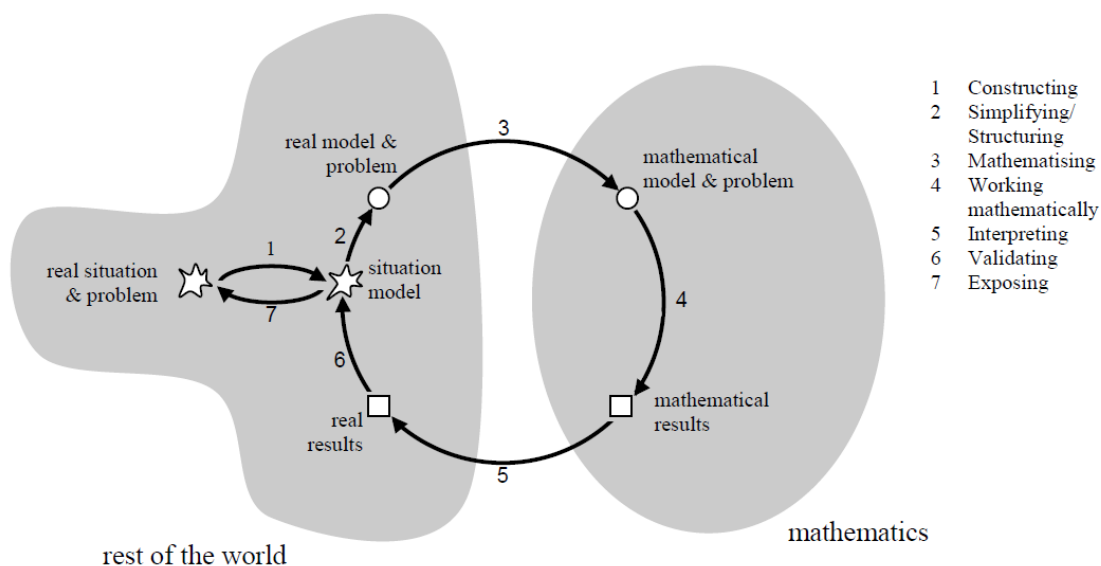 3
real model &
problem
mathematical
model & problem
2
1
real situation
& problem
situation
model
7
4
6
real
results
mathematical
results
5
rest of the world
mathematics
1 Constructing
2 Simplifying/
Structuring
3 Mathematising
4 Working
mathematically
5 Interpreting
6 Validating
7 Exposing